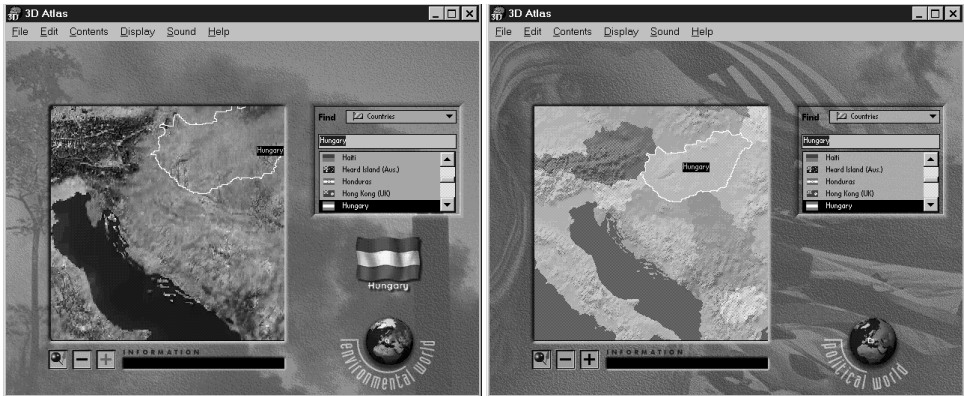 3D Atlas
File Edit Contents Display Sound Help
Find Countries
Hungary
Haiti
Heard Island (Aus.)
Honduras
Hong Kong (UK)
Hungary
Hungary
Hungary
INFORMATION
environmental world
3D Atlas
File Edit Contents Display Sound Help
Find Countries
Hungary
Haiti
Heard Island (Aus.)
Honduras
Hong Kong (UK)
Hungary
Hungary
INFORMATION
political world